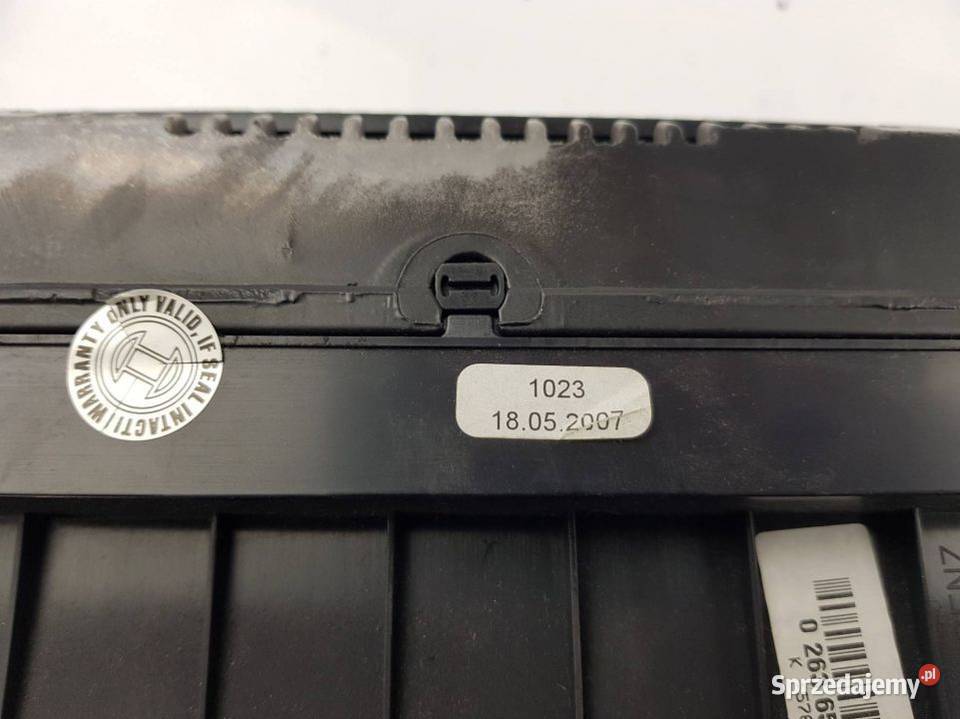 WARRANTY ONLY VALID, IF SEAL INTACT!
1023
18.05.2007
Sprzedajemy.pl